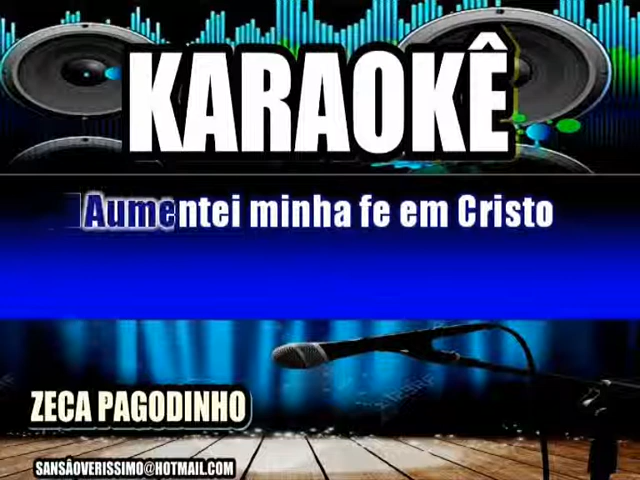 KARAOKÊ
Aumentei minha fe em Cristo
ZECA PAGODINHO
SANSÃOVERISSIMO@HOTMAIL.COM